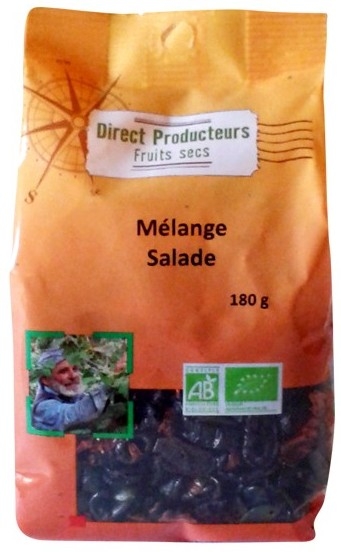 Direct Producteurs
Fruits secs
Mélange
Salade
180 g
AB
S